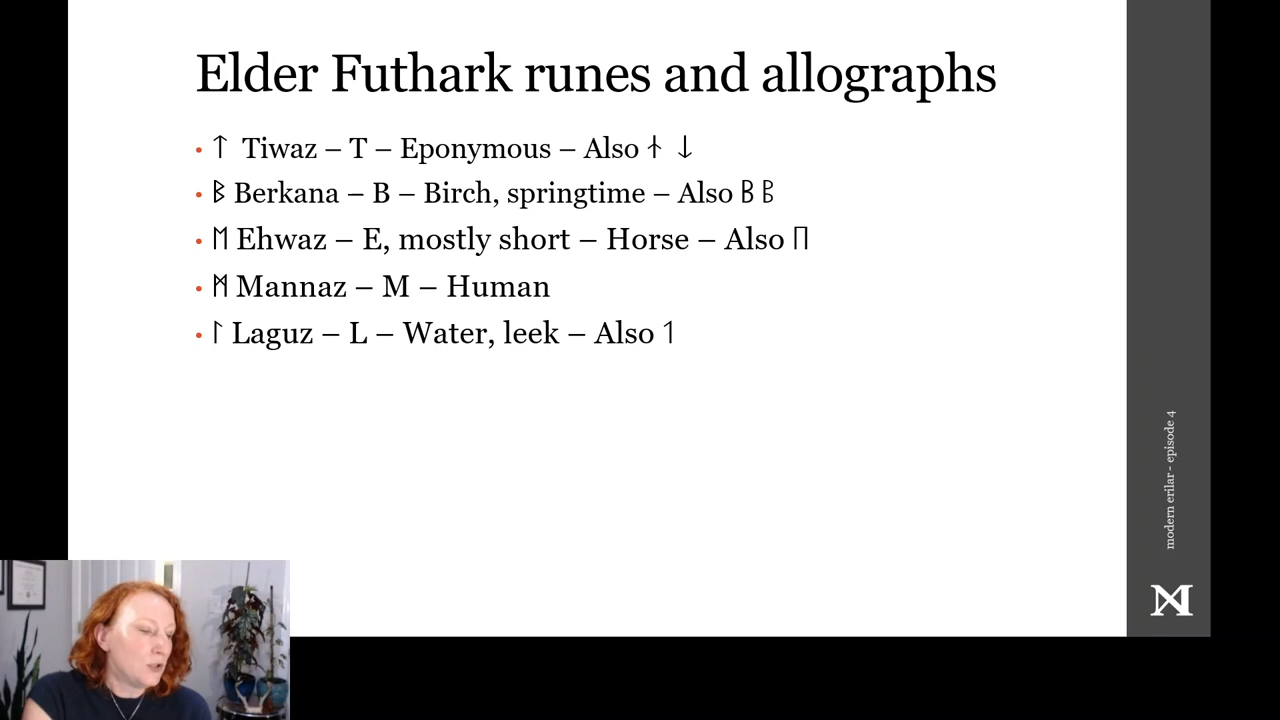 Elder Futhark runes and allographs
• ᛏ Tiwaz – T – Eponymous – Also ᚾ ↓
• ᛒ Berkana – B – Birch, springtime – Also B
• ᛖ Ehwaz – E, mostly short – Horse – Also Π
• ᛗ Mannaz – M – Human
• ᛚ Laguz – L – Water, leek – Also ˥
modern erilar - episode 4